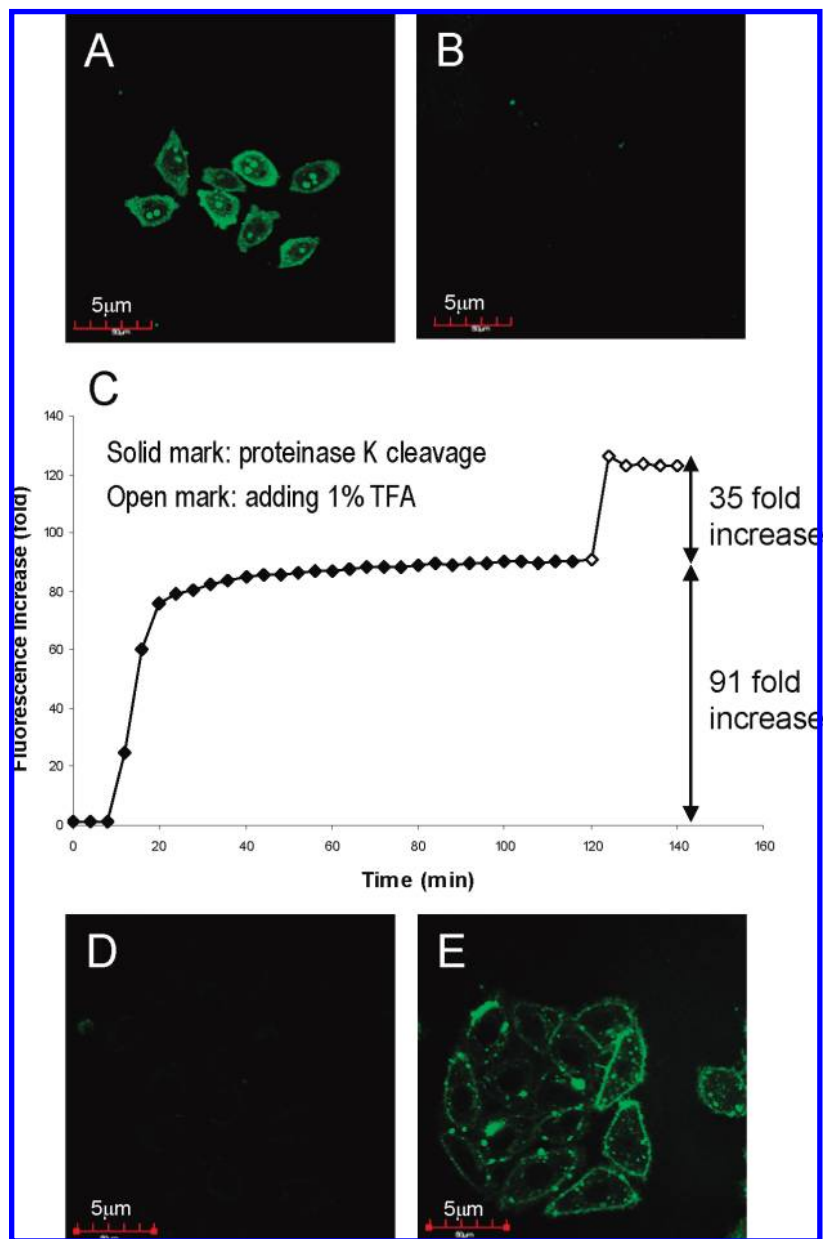 A
B
5μm
5μm
C
140
120
100
80
60
40
20
0
Fluorescence Increase (fold)
Solid mark: proteinase K cleavage
Open mark: adding 1% TFA
35 fold
increase
91 fold
increase
0 20 40 60 80 100 120 140 160
Time (min)
D
E
5μm
5μm